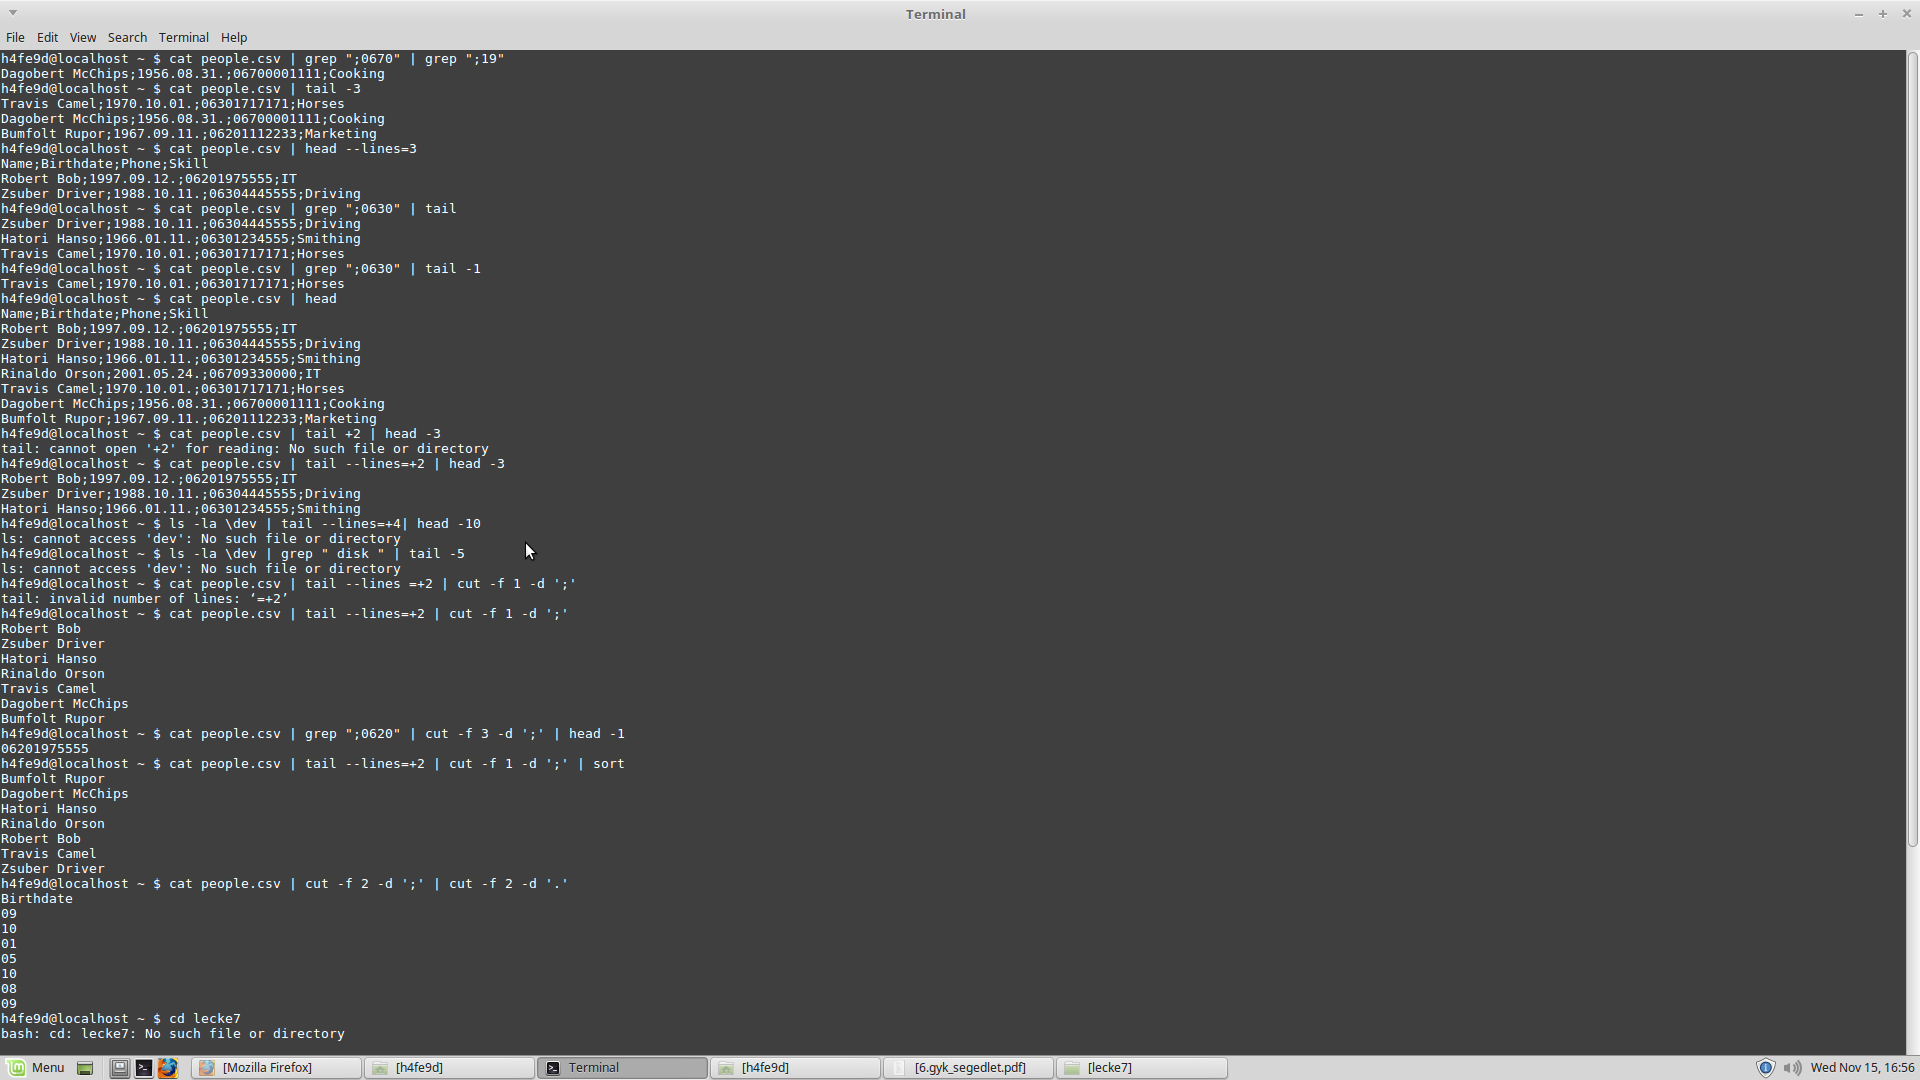 Terminal
File Edit View Search Terminal Help
h4fe9d@localhost ~ $ cat people.csv | grep ";0670" | grep ";19"
Dagobert McChips;1956.08.31.;06700001111;Cooking
h4fe9d@localhost ~ $ cat people.csv | tail -3
Travis Camel;1970.10.01.;06301717171;Horses
Dagobert McChips;1956.08.31.;06700001111;Cooking
Bumfolt Rupor;1967.09.11.;06201112233;Marketing
h4fe9d@localhost ~ $ cat people.csv | head --lines=3
Name;Birthdate;Phone;Skill
Robert Bob;1997.09.12.;06201975555;IT
Zsuber Driver;1988.10.11.;06304445555;Driving
h4fe9d@localhost ~ $ cat people.csv | grep ";0630" | tail
Zsuber Driver;1988.10.11.;06304445555;Driving
Hatori Hanso;1966.01.11.;06301234555;Smithing
Travis Camel;1970.10.01.;06301717171;Horses
h4fe9d@localhost ~ $ cat people.csv | grep ";0630" | tail -1
Travis Camel;1970.10.01.;06301717171;Horses
h4fe9d@localhost ~ $ cat people.csv | head
Name;Birthdate;Phone;Skill
Robert Bob;1997.09.12.;06201975555;IT
Zsuber Driver;1988.10.11.;06304445555;Driving
Hatori Hanso;1966.01.11.;06301234555;Smithing
Rinaldo Orson;2001.05.24.;06709330000;IT
Travis Camel;1970.10.01.;06301717171;Horses
Dagobert McChips;1956.08.31.;06700001111;Cooking
Bumfolt Rupor;1967.09.11.;06201112233;Marketing
h4fe9d@localhost ~ $ cat people.csv | tail +2 | head -3
tail: cannot open '+2' for reading: No such file or directory
h4fe9d@localhost ~ $ cat people.csv | tail --lines=+2 | head -3
Robert Bob;1997.09.12.;06201975555;IT
Zsuber Driver;1988.10.11.;06304445555;Driving
Hatori Hanso;1966.01.11.;06301234555;Smithing
h4fe9d@localhost ~ $ ls -la \dev | tail --lines=+4| head -10
ls: cannot access 'dev': No such file or directory
h4fe9d@localhost ~ $ ls -la \dev | grep " disk " | tail -5
ls: cannot access 'dev': No such file or directory
h4fe9d@localhost ~ $ cat people.csv | tail --lines =+2 | cut -f 1 -d ';'
tail: invalid number of lines: ‘=+2’
h4fe9d@localhost ~ $ cat people.csv | tail --lines=+2 | cut -f 1 -d ';'
Robert Bob
Zsuber Driver
Hatori Hanso
Rinaldo Orson
Travis Camel
Dagobert McChips
Bumfolt Rupor
h4fe9d@localhost ~ $ cat people.csv | grep ";0620" | cut -f 3 -d ';' | head -1
06201975555
h4fe9d@localhost ~ $ cat people.csv | tail --lines=+2 | cut -f 1 -d ';' | sort
Bumfolt Rupor
Dagobert McChips
Hatori Hanso
Rinaldo Orson
Robert Bob
Travis Camel
Zsuber Driver
h4fe9d@localhost ~ $ cat people.csv | cut -f 2 -d ';' | cut -f 2 -d '.'
Birthdate
09
10
01
05
10
08
09
h4fe9d@localhost ~ $ cd lecke7
bash: cd: lecke7: No such file or directory
Menu [Mozilla Firefox] [h4fe9d] Terminal [h4fe9d] [6.gyk_segedlet.pdf] [lecke7] Wed Nov 15, 16:56